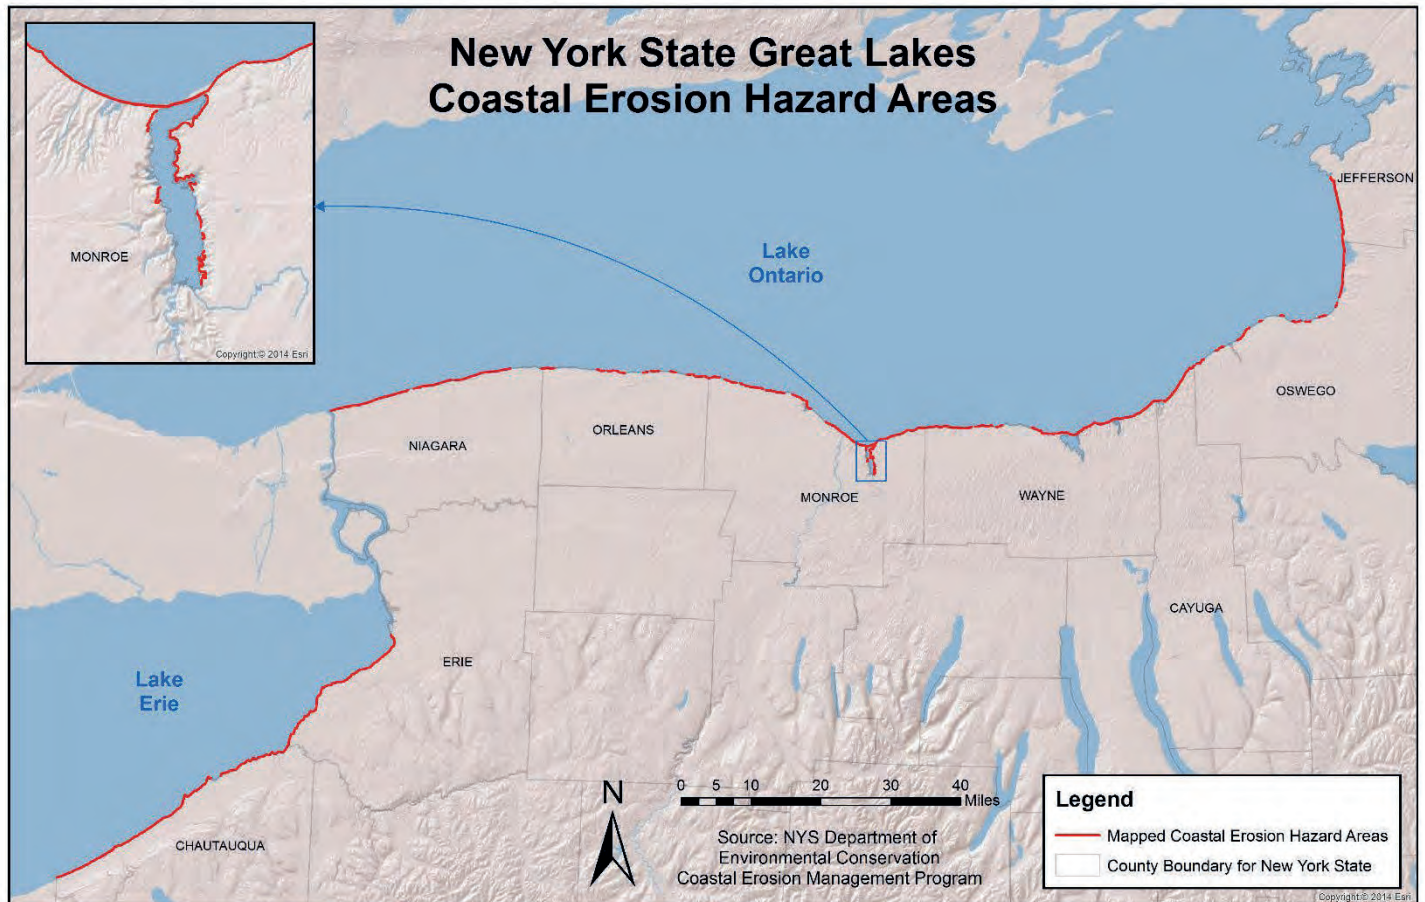 New York State Great Lakes
Coastal Erosion Hazard Areas
MONROE
Copyright:© 2014 Esri
JEFFERSON
Lake
Ontario
OSWEGO
NIAGARA
ORLEANS
MONROE
WAYNE
CAYUGA
ERIE
Lake
Erie
CHAUTAUQUA
N
0 5 10 20 30 40
Miles
Source: NYS Department of
Environmental Conservation
Coastal Erosion Management Program
Legend
Mapped Coastal Erosion Hazard Areas
County Boundary for New York State
Copyright:© 2014 Esri